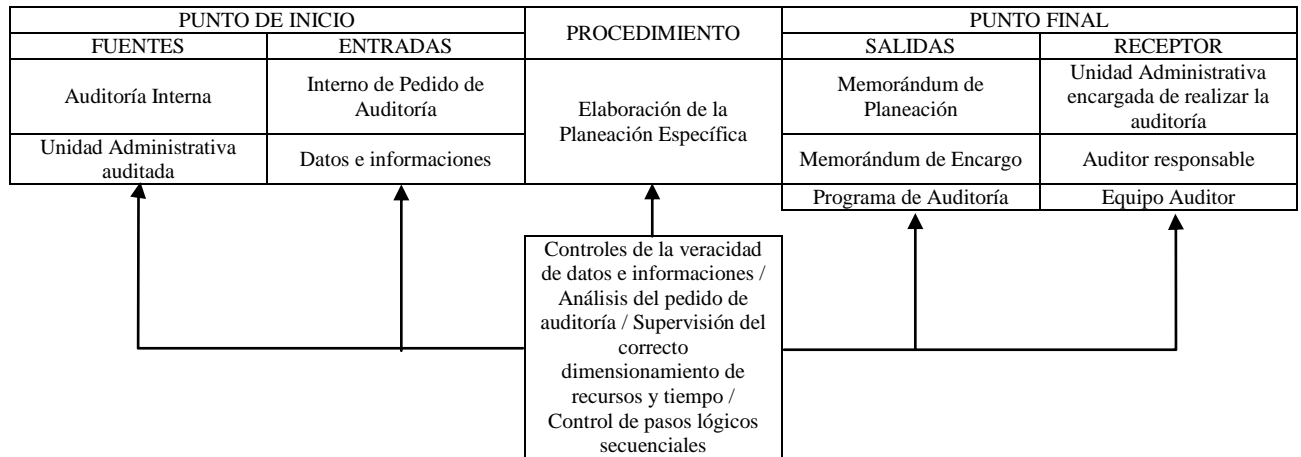 PUNTO DE INICIO
PROCEDIMIENTO
PUNTO FINAL
FUENTES
ENTRADAS
SALIDAS
RECEPTOR
Auditoría Interna
Interno de Pedido de
Auditoría
Elaboración de la
Planeación Específica
Memorándum de
Planeación
Unidad Administrativa
encargada de realizar la
auditoría
Unidad Administrativa
auditada
Datos e informaciones
Memorándum de Encargo
Auditor responsable
Programa de Auditoría
Equipo Auditor
Controles de la veracidad
de datos e informaciones /
Análisis del pedido de
auditoría / Supervisión del
correcto
dimensionamiento de
recursos y tiempo /
Control de pasos lógicos
secuenciales